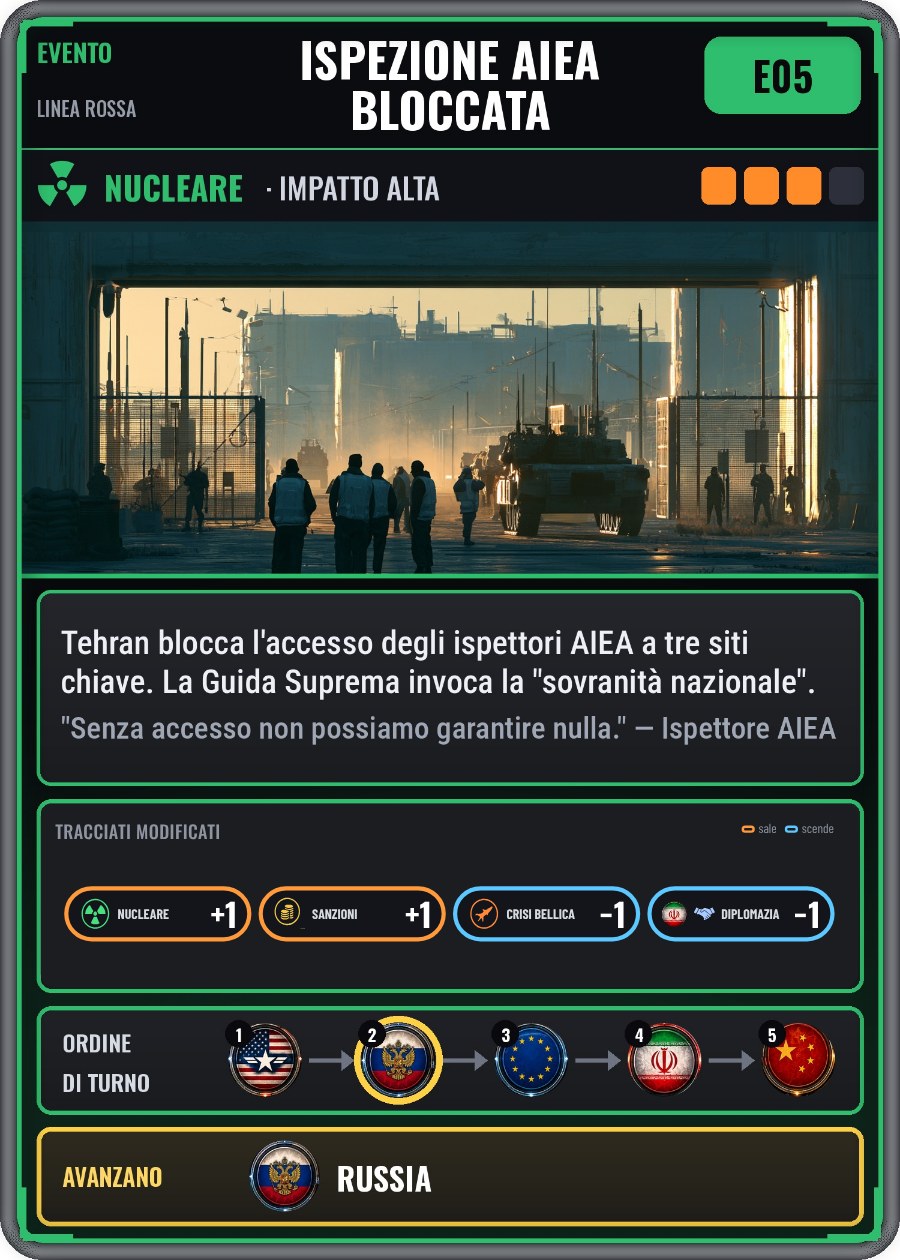 EVENTO
LINEA ROSSA
ISPEZIONE AIEA
BLOCCATA
E05
NUCLEARE · IMPATTO ALTA
Tehran blocca l'accesso degli ispettori AIEA a tre siti
chiave. La Guida Suprema invoca la "sovranità nazionale".
"Senza accesso non possiamo garantire nulla." — Ispettore AIEA
TRACCIATI MODIFICATI
sale scende
NUCLEARE +1 SANZIONI +1 CRISI BELLICA −1 DIPLOMAZIA −1
ORDINE
DI TURNO
1 2 3 4 5
AVANZANO RUSSIA